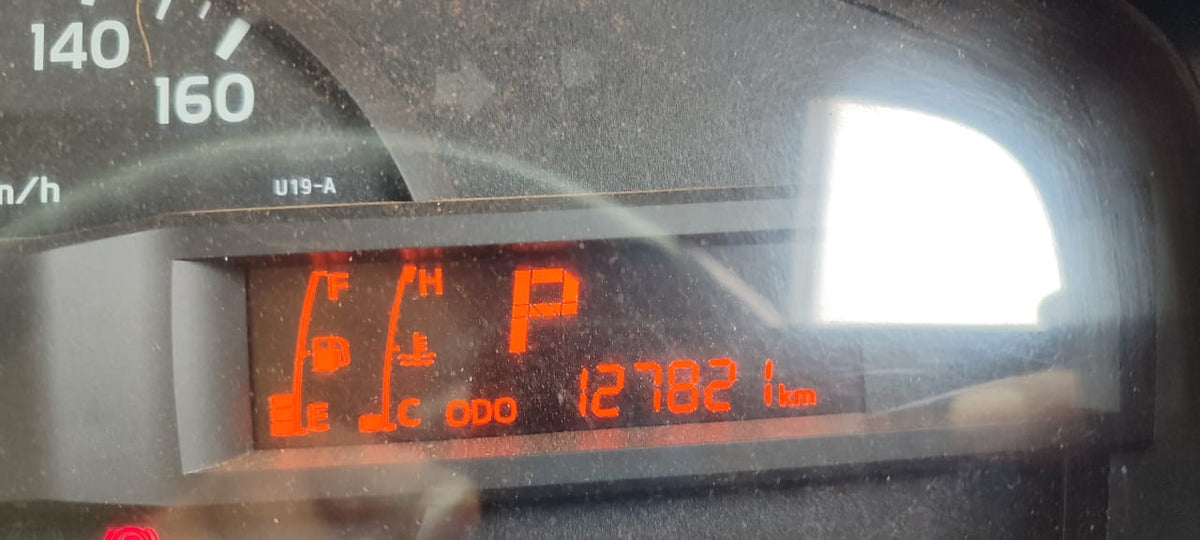 140
160
m/h
U19-A
F H P
E C ODO 127821 km